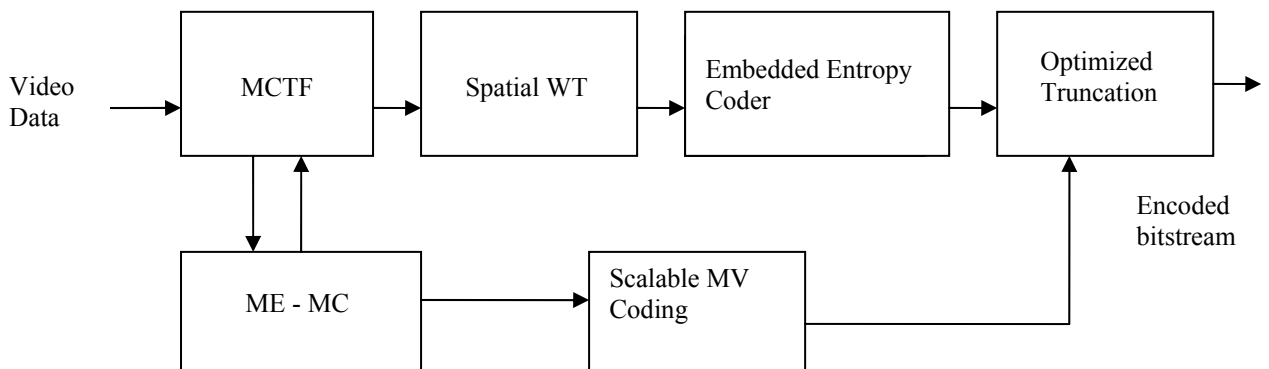 Video
Data
MCTF
Spatial WT
Embedded Entropy
Coder
Optimized
Truncation
Encoded
bitstream
ME - MC
Scalable MV
Coding